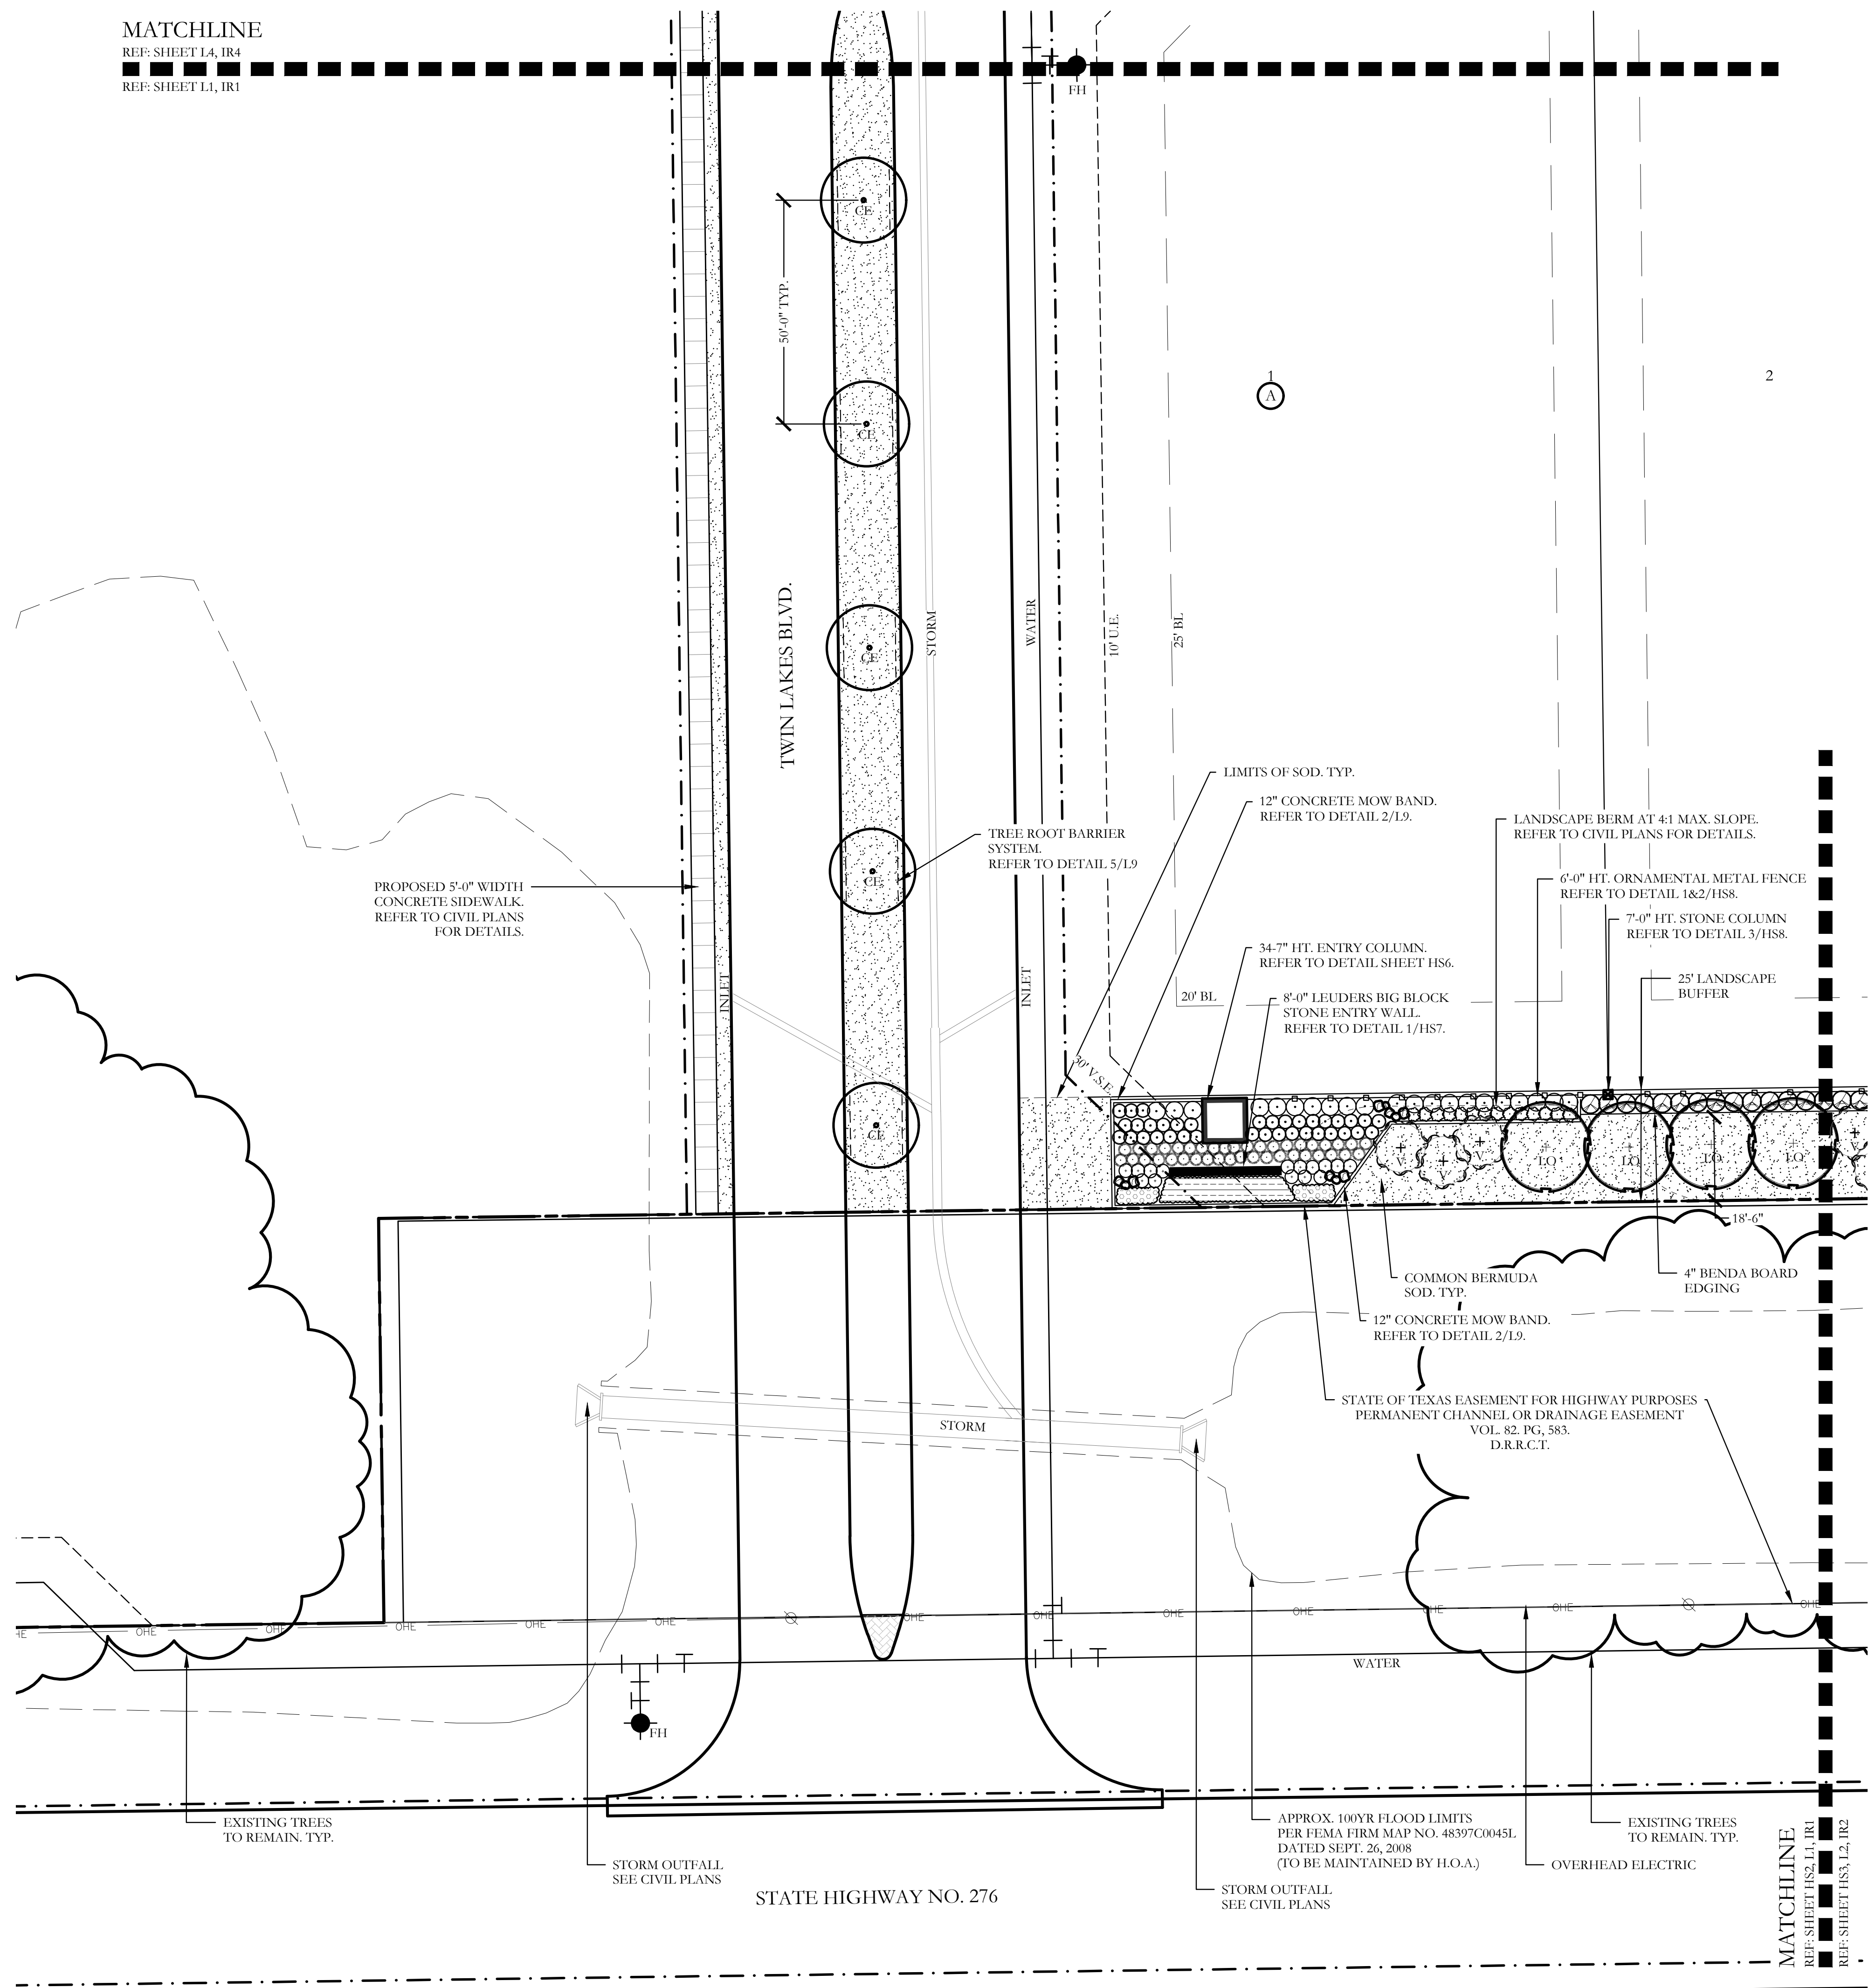 MATCHLINE
REF: SHEET L4, IR4
REF: SHEET L1, IR1
FH
CE
50'-0" TYP.
CE
1
A
2
CE
TWIN LAKES BLVD.
STORM
WATER
10' U.E.
25' BL
LIMITS OF SOD. TYP.
12" CONCRETE MOW BAND.
REFER TO DETAIL 2/L9.
LANDSCAPE BERM AT 4:1 MAX. SLOPE.
REFER TO CIVIL PLANS FOR DETAILS.
TREE ROOT BARRIER
SYSTEM.
REFER TO DETAIL 5/L9
CE
PROPOSED 5'-0" WIDTH
CONCRETE SIDEWALK.
REFER TO CIVIL PLANS
FOR DETAILS.
6'-0" HT. ORNAMENTAL METAL FENCE
REFER TO DETAIL 1&2/HS8.
7'-0" HT. STONE COLUMN
REFER TO DETAIL 3/HS8.
34-7" HT. ENTRY COLUMN.
REFER TO DETAIL SHEET HS6.
25' LANDSCAPE
BUFFER
INLET
INLET
20' BL
8'-0" LEUDERS BIG BLOCK
STONE ENTRY WALL.
REFER TO DETAIL 1/HS7.
30' V.S.E.
CE
V
V
V
LO
LO
LO
LO
18'-6"
COMMON BERMUDA
SOD. TYP.
4" BENDA BOARD
EDGING
12" CONCRETE MOW BAND.
REFER TO DETAIL 2/L9.
STATE OF TEXAS EASEMENT FOR HIGHWAY PURPOSES
PERMANENT CHANNEL OR DRAINAGE EASEMENT
VOL. 82. PG, 583.
D.R.R.C.T.
STORM
OHE
OHE
OHE
OHE
OHE
OHE
OHE
OHE
OHE
OHE
OHE
OHE
WATER
FH
EXISTING TREES
TO REMAIN. TYP.
STORM OUTFALL
SEE CIVIL PLANS
APPROX. 100YR FLOOD LIMITS
PER FEMA FIRM MAP NO. 48397C0045L
DATED SEPT. 26, 2008
(TO BE MAINTAINED BY H.O.A.)
EXISTING TREES
TO REMAIN. TYP.
OVERHEAD ELECTRIC
STORM OUTFALL
SEE CIVIL PLANS
STATE HIGHWAY NO. 276
MATCHLINE
REF: SHEET HS2, L1, IR1
REF: SHEET HS3, L2, IR2